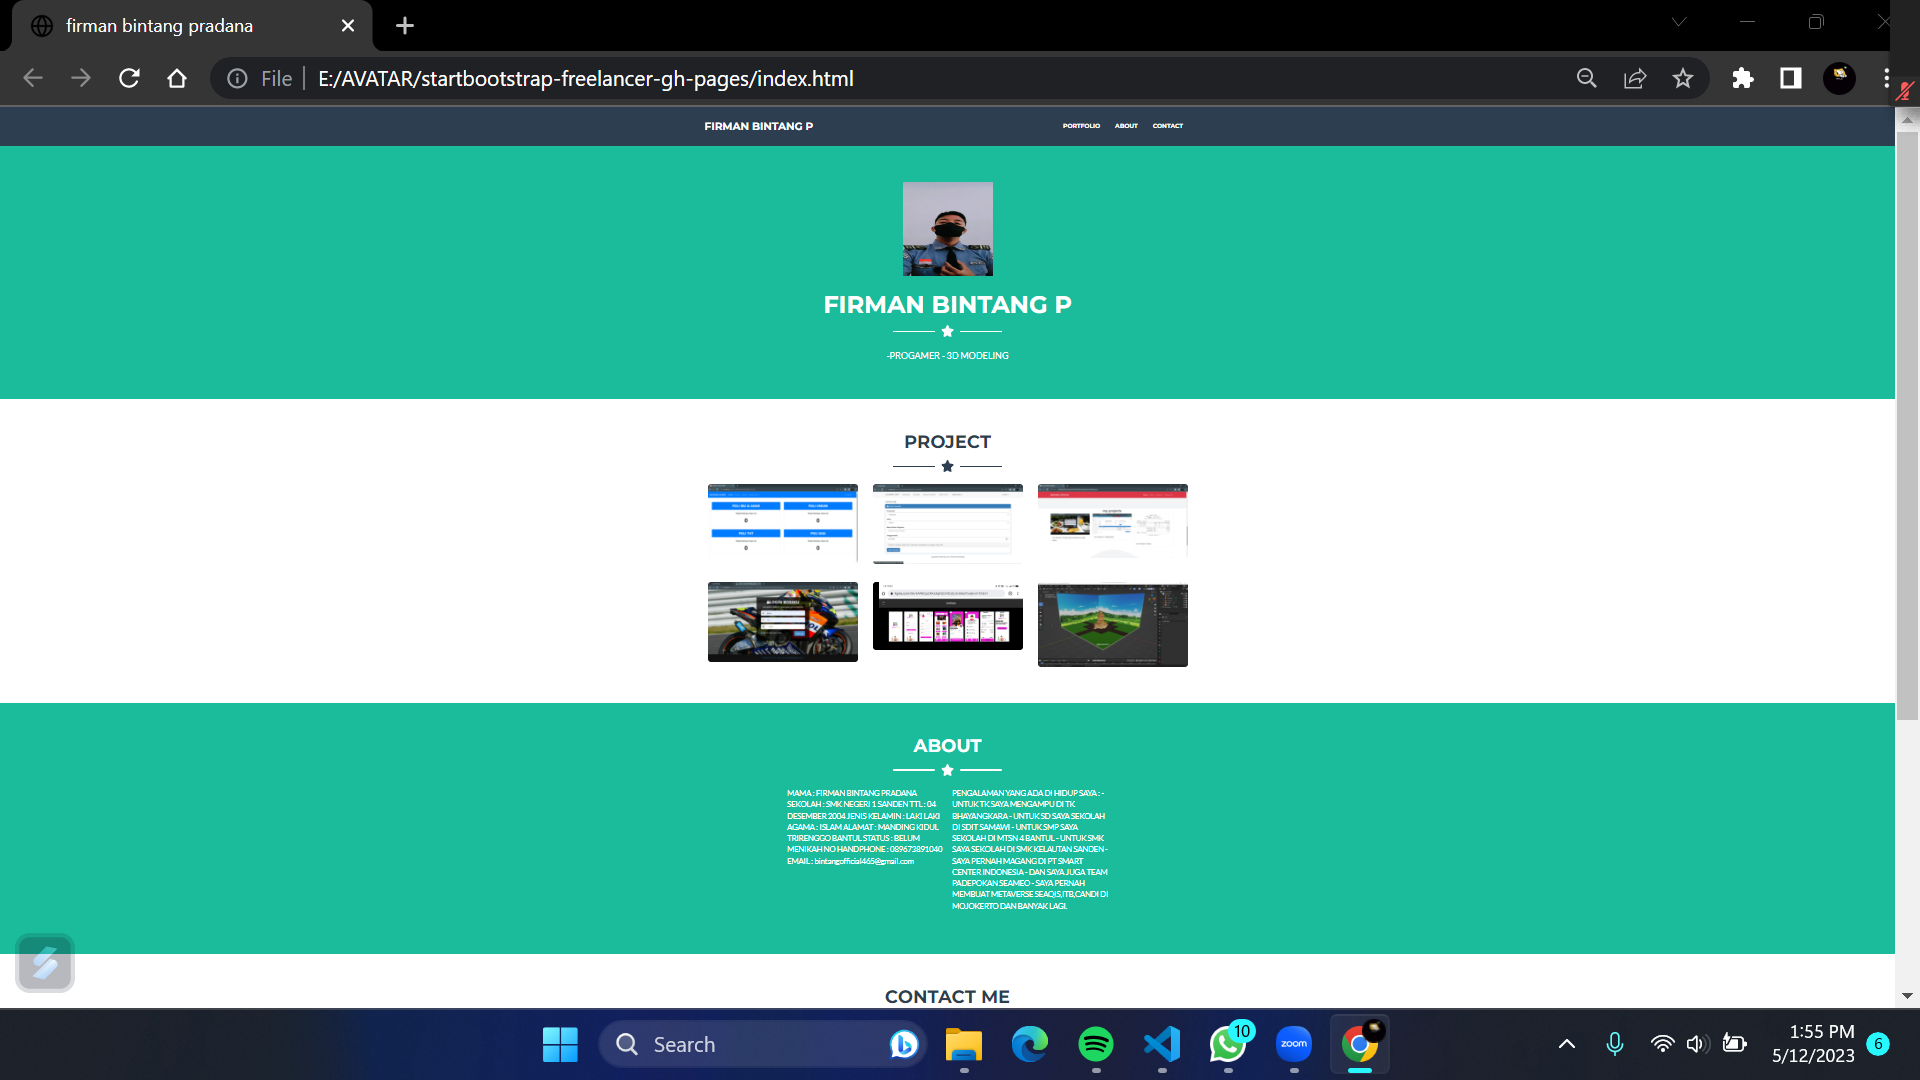 firman bintang pradana
File
E:/AVATAR/startbootstrap-freelancer-gh-pages/index.html
FIRMAN BINTANG P
PORTFOLIO
ABOUT
CONTACT
FIRMAN BINTANG P
-PROGAMER - 3D MODELING
PROJECT
ABOUT
MAMA : FIRMAN BINTANG PRADANA
SEKOLAH : SMK NEGERI 1 SANDEN TTL : 04
DESEMBER 2004 JENIS KELAMIN : LAKI LAKI
AGAMA : ISLAM ALAMAT : MANDING KIDUL
TRIRENGGO BANTUL STATUS : BELUM
MENIKAH NO HANDPHONE : 089673891040
EMAIL : bintangofficial465@gmail.com
PENGALAMAN YANG ADA DI HIDUP SAYA : -
UNTUK TK SAYA MENGAMPU DI TK
BHAYANGKARA - UNTUK SD SAYA SEKOLAH
DI SDIT SAMAWI - UNTUK SMP SAYA
SEKOLAH DI MTSN 4 BANTUL - UNTUK SMK
SAYA SEKOLAH DI SMK KELAUTAN SANDEN -
SAYA PERNAH MAGANG DI PT SMART
CENTER INDONESIA - DAN SAYA JUGA TEAM
PADEPOKAN SEAMEO - SAYA PERNAH
MEMBUAT METAVERSE SEAQIS,ITB,CANDI DI
MOJOKERTO DAN BANYAK LAGI.
CONTACT ME
Search
10
zoom
1:55 PM
5/12/2023
6